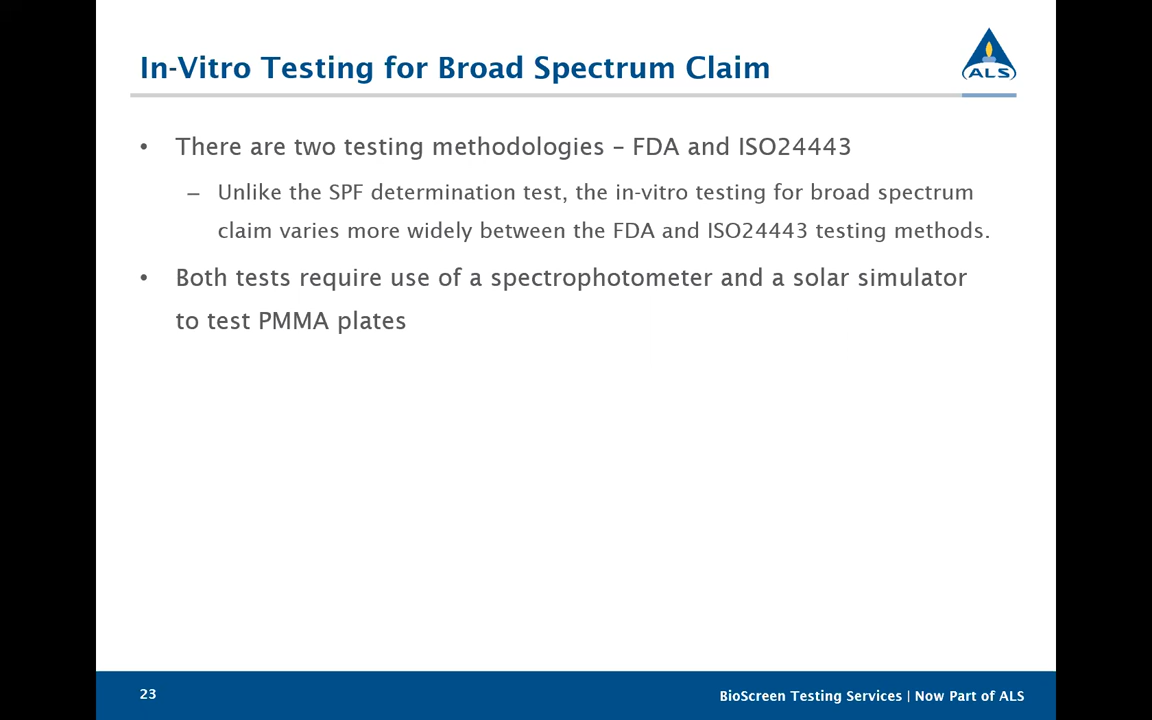 In-Vitro Testing for Broad Spectrum Claim
ALS
• There are two testing methodologies – FDA and ISO24443
– Unlike the SPF determination test, the in-vitro testing for broad spectrum
claim varies more widely between the FDA and ISO24443 testing methods.
• Both tests require use of a spectrophotometer and a solar simulator
to test PMMA plates
23
BioScreen Testing Services | Now Part of ALS